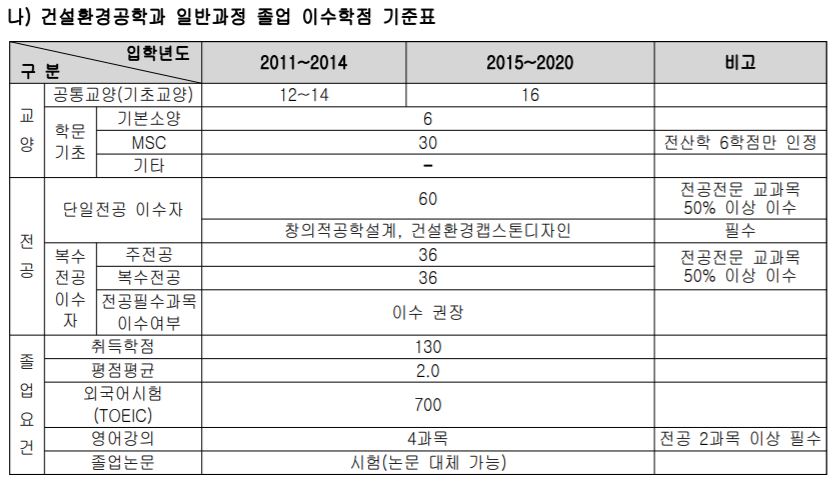 나) 건설환경공학과 일반과정 졸업 이수학점 기준표
입학년도
구 분
2011~2014
2015~2020
비고
교양
공통교양(기초교양)
12~14
16
학문기초
기본소양
6
MSC
30
전산학 6학점만 인정
기타
-
전공
단일전공 이수자
60
전공전문 교과목
50% 이상 이수
창의적공학설계, 건설환경캡스톤디자인
필수
복수
전공
이수
자
주전공
36
전공전문 교과목
50% 이상 이수
복수전공
36
전공필수과목
이수여부
이수 권장
졸업요건
취득학점
130
평점평균
2.0
외국어시험
(TOEIC)
700
영어강의
4과목
전공 2과목 이상 필수
졸업논문
시험(논문 대체 가능)